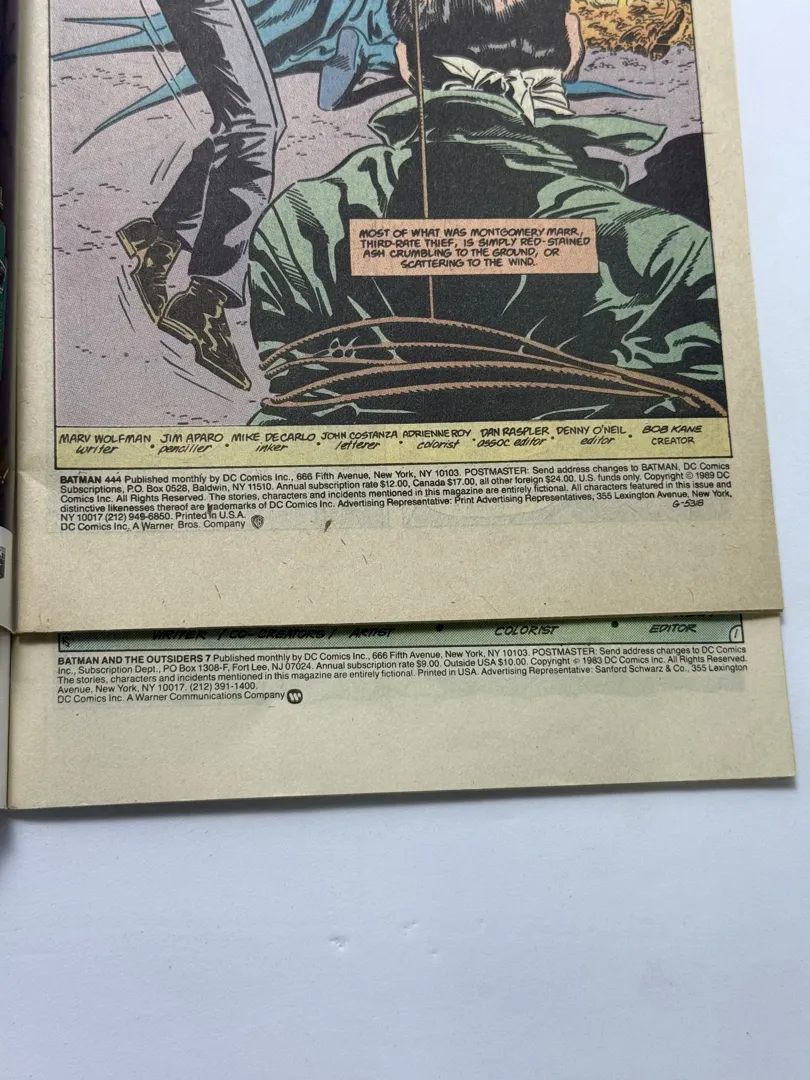 MOST OF WHAT WAS MONTGOMERY MARR,
THIRD-RATE THIEF, IS SIMPLY RED-STAINED
ASH CRUMBLING TO THE GROUND, OR
SCATTERING TO THE WIND.
MARV WOLFMAN JIM APARO MIKE DECARLO JOHN COSTANZA ADRIENNE ROY DAN RASPLER DENNY O'NEIL BOB KANE
writer • penciller • inker • letterer • colorist • assoc. editor • editor • CREATOR
BATMAN 444 Published monthly by DC Comics Inc., 666 Fifth Avenue, New York, NY 10103. POSTMASTER: Send address changes to BATMAN, DC Comics
Subscriptions, P.O. Box 0528, Baldwin, NY 11510. Annual subscription rate $12.00, Canada $17.00, all other foreign $24.00. U.S. funds only. Copyright © 1989 DC
Comics Inc. All Rights Reserved. The stories, characters and incidents mentioned in this magazine are entirely fictional. All characters featured in this issue and
distinctive likenesses thereof are trademarks of DC Comics Inc. Advertising Representative: Print Advertising Representatives, 355 Lexington Avenue, New York,
NY 10017 (212) 949-6850. Printed in U.S.A.
DC Comics Inc. A Warner Bros. Company
G-5318
WRITER / CO-CREATORS / ARTIST • COLORIST • EDITOR
1
BATMAN AND THE OUTSIDERS 7 Published monthly by DC Comics Inc., 666 Fifth Avenue, New York, NY 10103. POSTMASTER: Send address changes to DC Comics
Inc., Subscription Dept., PO Box 1308-F, Fort Lee, NJ 07024. Annual subscription rate $9.00. Outside USA $10.00. Copyright © 1983 DC Comics Inc. All Rights Reserved.
The stories, characters and incidents mentioned in this magazine are entirely fictional. Printed in USA. Advertising Representative: Sanford Schwarz & Co., 355 Lexington
Avenue, New York, NY 10017. (212) 391-1400.
DC Comics Inc. A Warner Communications Company